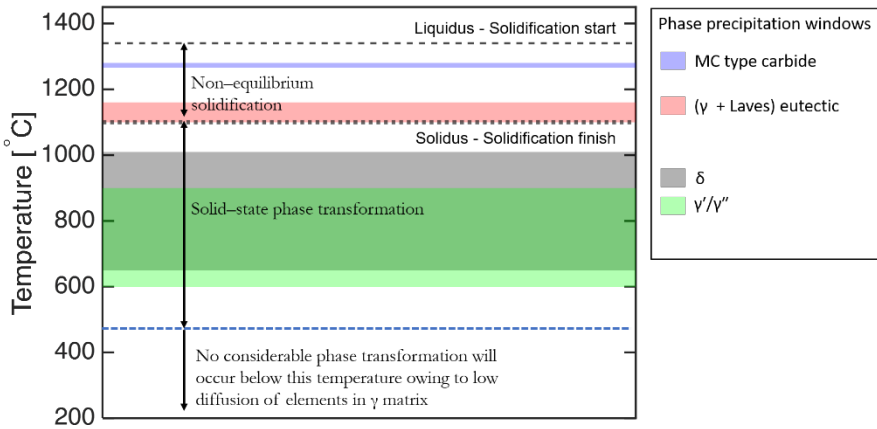 1400
1200
1000
800
600
400
200
Temperature [°C]
Liquidus - Solidification start
Non–equilibrium
solidification
Solidus - Solidification finish
Solid–state phase transformation
No considerable phase transformation will
occur below this temperature owing to low
diffusion of elements in γ matrix
Phase precipitation windows
MC type carbide
(γ + Laves) eutectic
δ
γ'/γ"